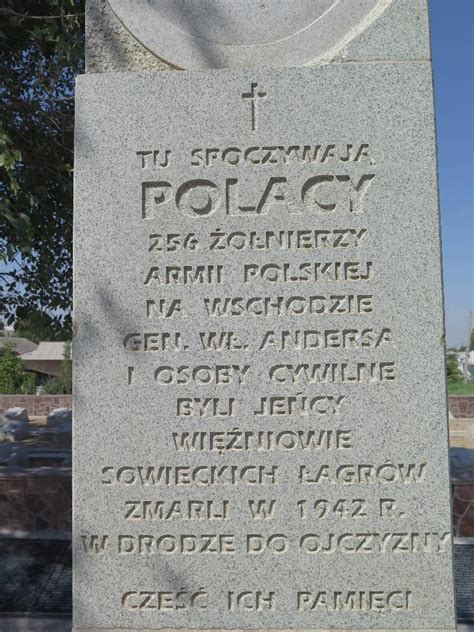 TU SPOCZYWAJĄ
POLACY
256 ŻOŁNIERZY
ARMII POLSKIEJ
NA WSCHODZIE
GEN. WŁ. ANDERSA
I OSOBY CYWILNE
BYLI JEŃCY
WIĘŹNIOWIE
SOWIECKICH ŁAGRÓW
ZMARLI W 1942 R.
W DRODZE DO OJCZYZNY
CZEŚĆ ICH PAMIĘCI